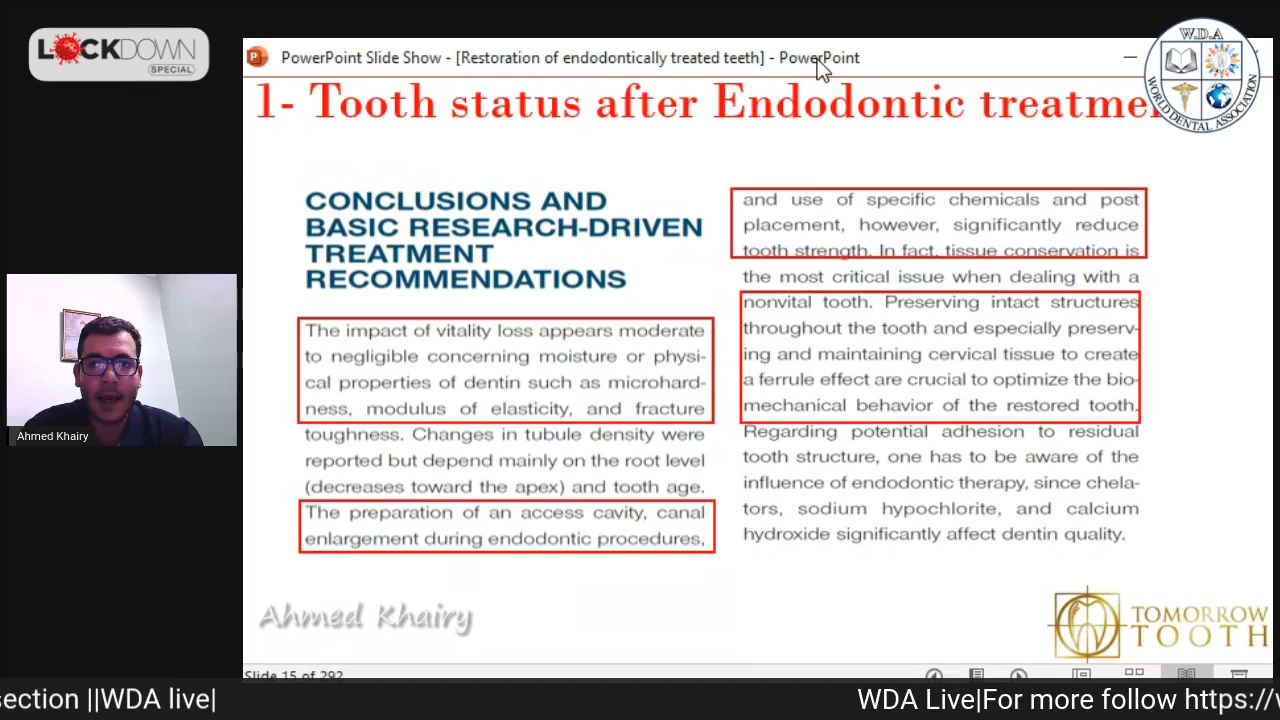 LOCKDOWN
SPECIAL
PowerPoint Slide Show - [Restoration of endodontically treated teeth] - PowerPoint
W.D.A
WORLD DENTAL ASSOCIATION
1- Tooth status after Endodontic treatme
CONCLUSIONS AND
BASIC RESEARCH-DRIVEN
TREATMENT
RECOMMENDATIONS
The impact of vitality loss appears moderate
to negligible concerning moisture or physi-
cal properties of dentin such as microhard-
ness, modulus of elasticity, and fracture
toughness. Changes in tubule density were
reported but depend mainly on the root level
(decreases toward the apex) and tooth age.
The preparation of an access cavity, canal
enlargement during endodontic procedures,
and use of specific chemicals and post
placement, however, significantly reduce
tooth strength. In fact, tissue conservation is
the most critical issue when dealing with a
nonvital tooth. Preserving intact structures
throughout the tooth and especially preserv-
ing and maintaining cervical tissue to create
a ferrule effect are crucial to optimize the bio-
mechanical behavior of the restored tooth.
Regarding potential adhesion to residual
tooth structure, one has to be aware of the
influence of endodontic therapy, since chela-
tors, sodium hypochlorite, and calcium
hydroxide significantly affect dentin quality.
Ahmed Khairy
Ahmed Khairy
TOMORROW
TOOTH
Slide 15 of 292
section ||WDA live|
WDA Live|For more follow https://